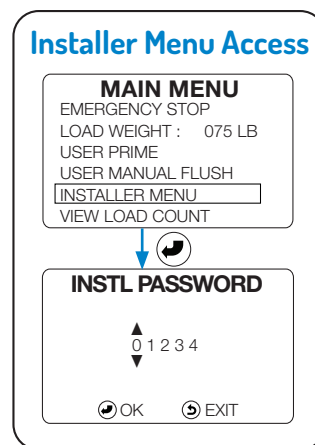 Installer Menu Access
MAIN MENU
EMERGENCY STOP
LOAD WEIGHT : 075 LB
USER PRIME
USER MANUAL FLUSH
INSTALLER MENU
VIEW LOAD COUNT
INSTL PASSWORD
0 1 2 3 4
OK EXIT